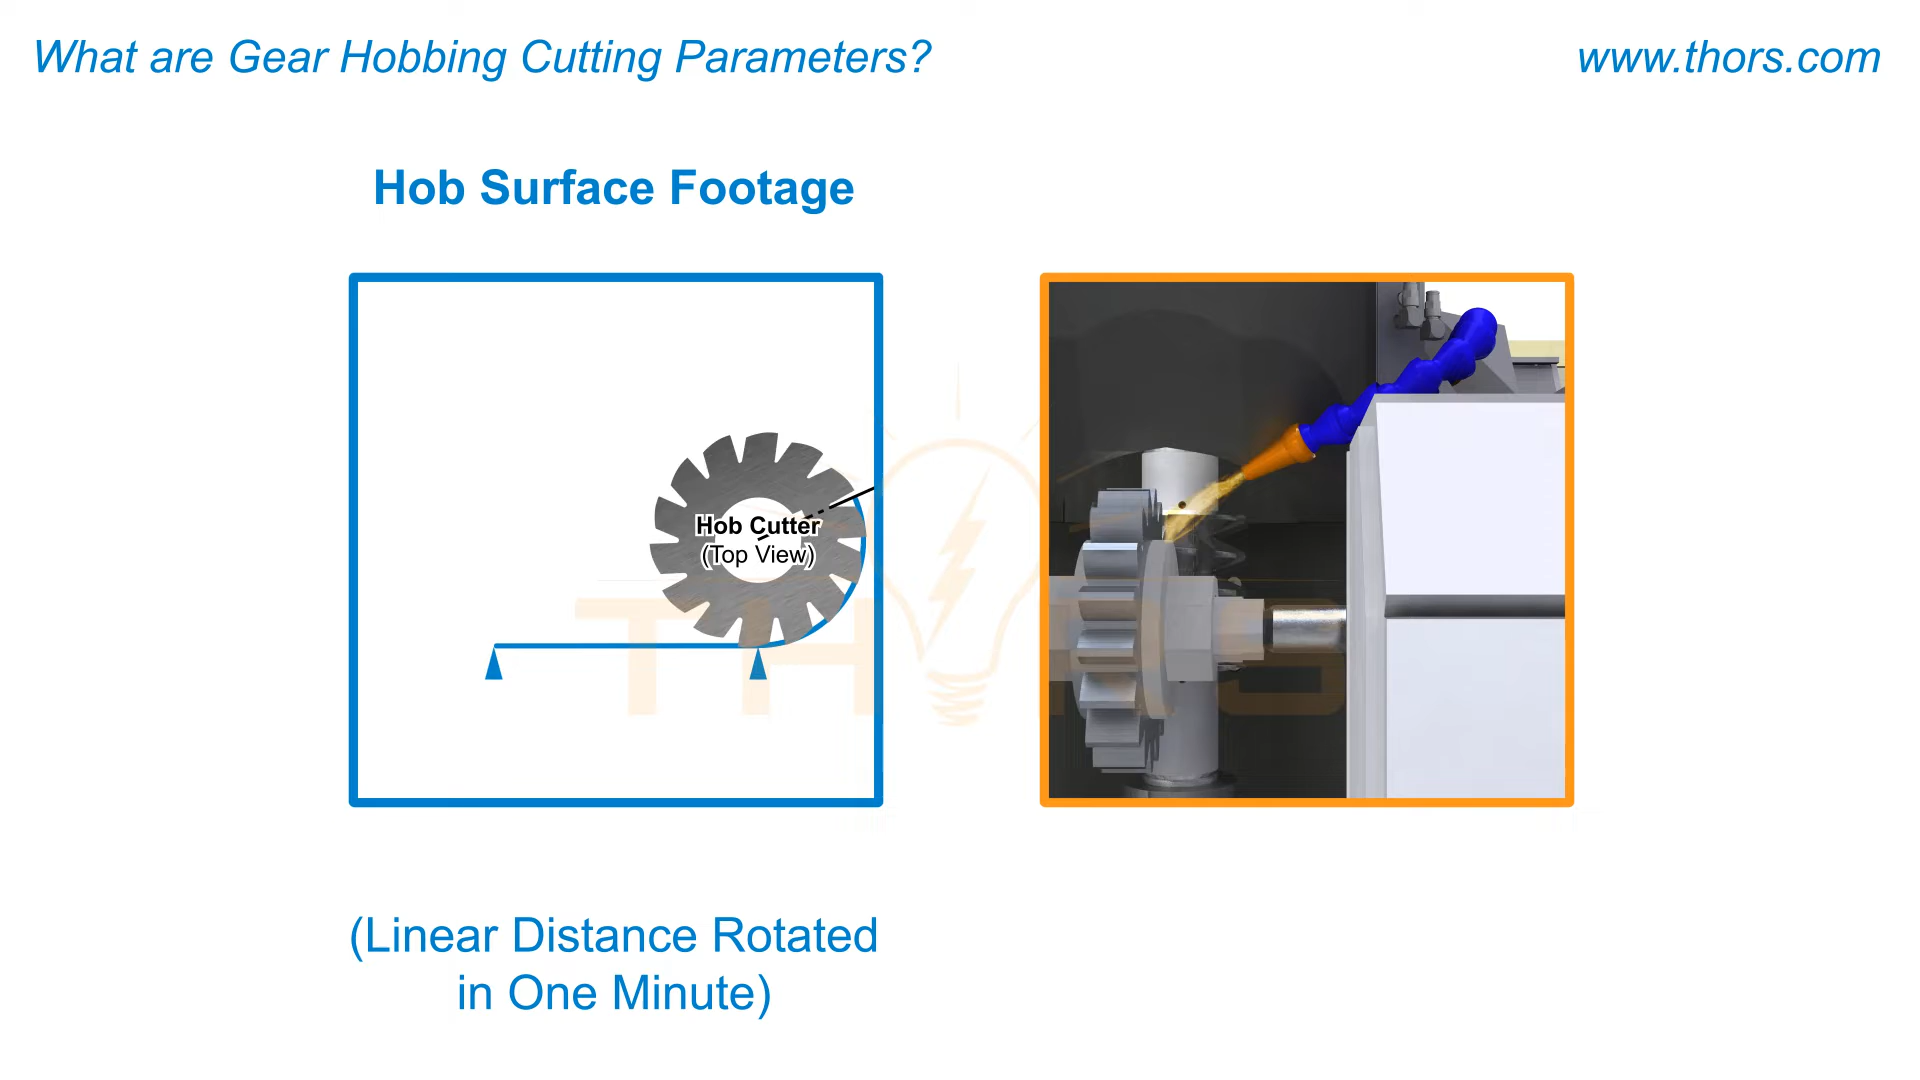 What are Gear Hobbing Cutting Parameters?
www.thors.com
Hob Surface Footage
Hob Cutter
(Top View)
THORS
(Linear Distance Rotated
in One Minute)